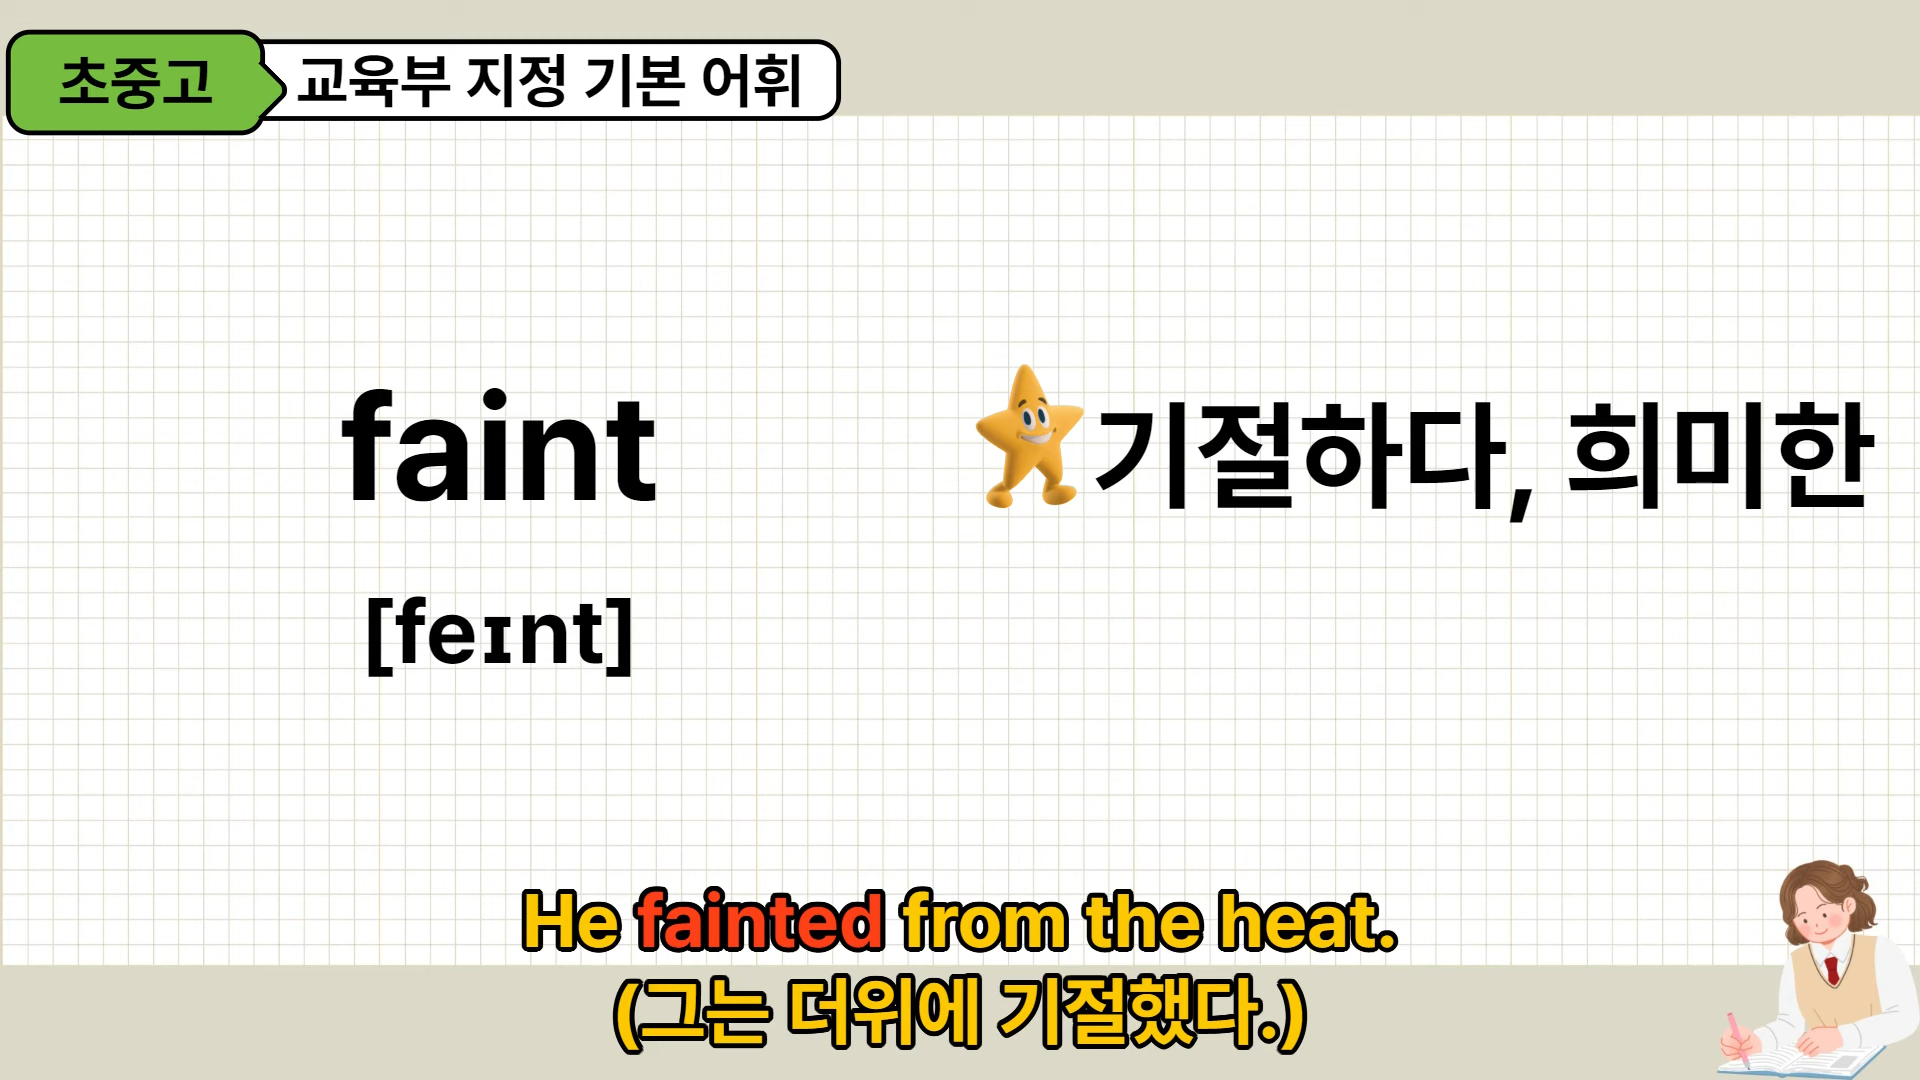 초중고
교육부 지정 기본 어휘
faint
기절하다, 희미한
[feɪnt]
He fainted from the heat.
(그는 더위에 기절했다.)